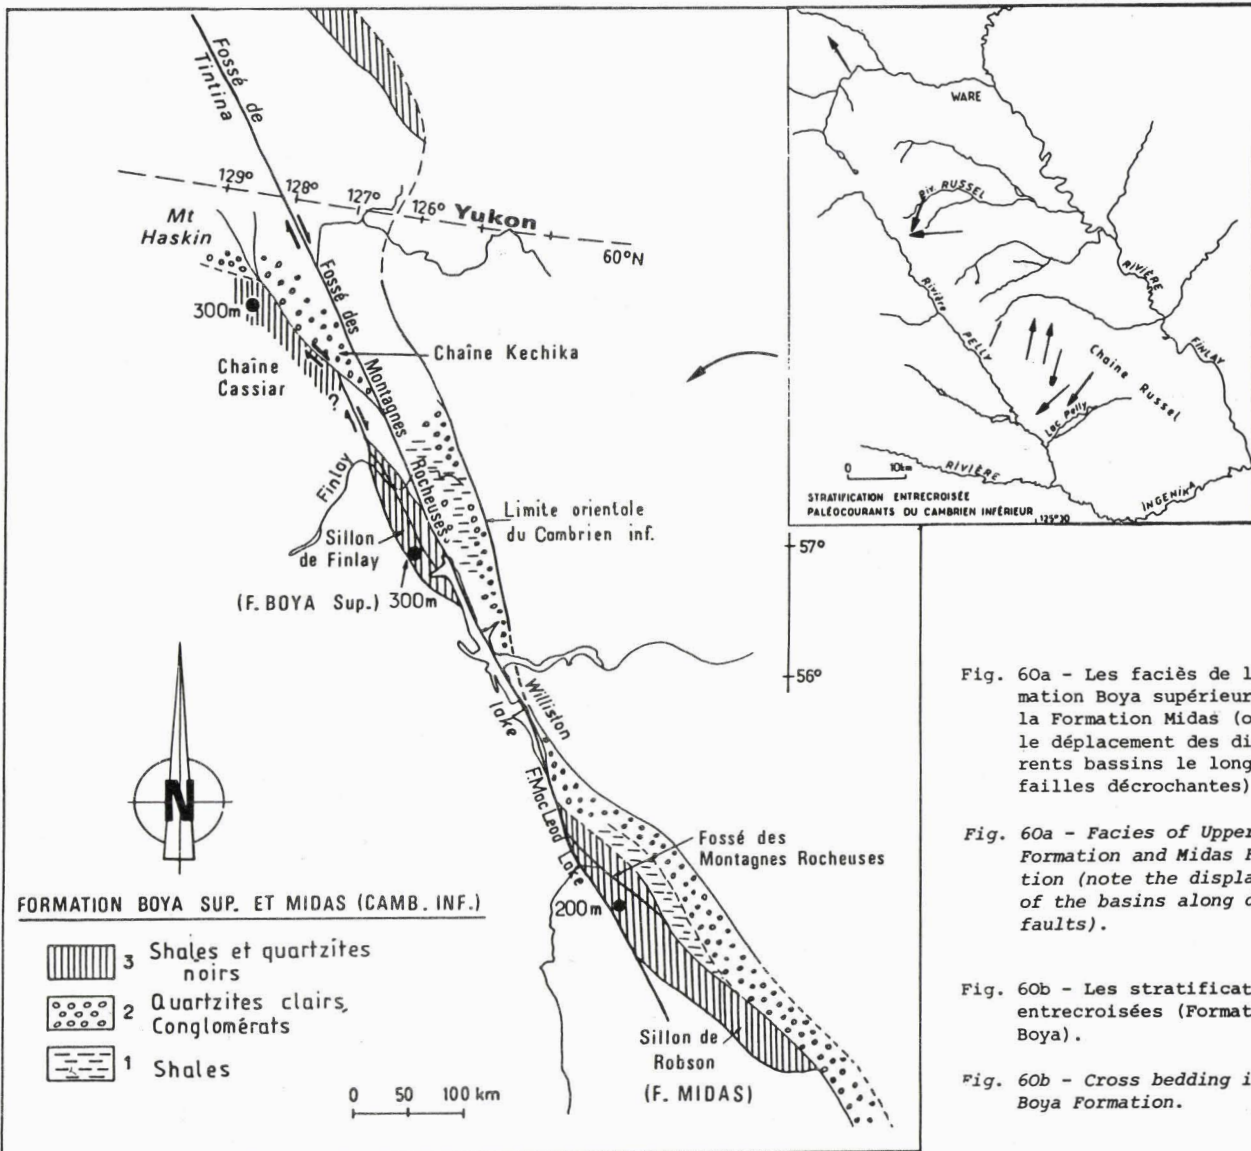 Fossé de
Tintina
129°
128°
127°
126°
Yukon
60°N
Mt
Haskin
300m
Chaîne
Cassiar
?
Fossé des
Montagnes
Rocheuses
Chaîne Kechika
Finlay
Sillon
de Finlay
(F. BOYA Sup.)
300m
Limite orientale
du Cambrien inf.
57°
56°
Williston
lake
F. Mac Leod Lake
Fossé des
Montagnes Rocheuses
200m
Sillon de
Robson
(F. MIDAS)
N
FORMATION BOYA SUP. ET MIDAS (CAMB. INF.)
3 Shales et quartzites
noirs
2 Quartzites clairs,
Conglomérats
1 Shales
0 50 100 km
WARE
Riv. RUSSEL
RIVIÈRE
FINLAY
Rivière
PELLY
Chaîne Russel
Lac Pelly
RIVIÈRE
INGENIKA
0 10km
STRATIFICATION ENTRECROISÉE
PALÉOCOURANTS DU CAMBRIEN INFÉRIEUR
Fig. 60a - Les faciès de l
mation Boya supérieur
la Formation Midas (o
le déplacement des di
rents bassins le long
failles décrochantes)
Fig. 60a - Facies of Upper
Formation and Midas F
tion (note the displa
of the basins along
faults).
Fig. 60b - Les stratificat
entrecroisées (Format
Boya).
Fig. 60b - Cross bedding i
Boya Formation.